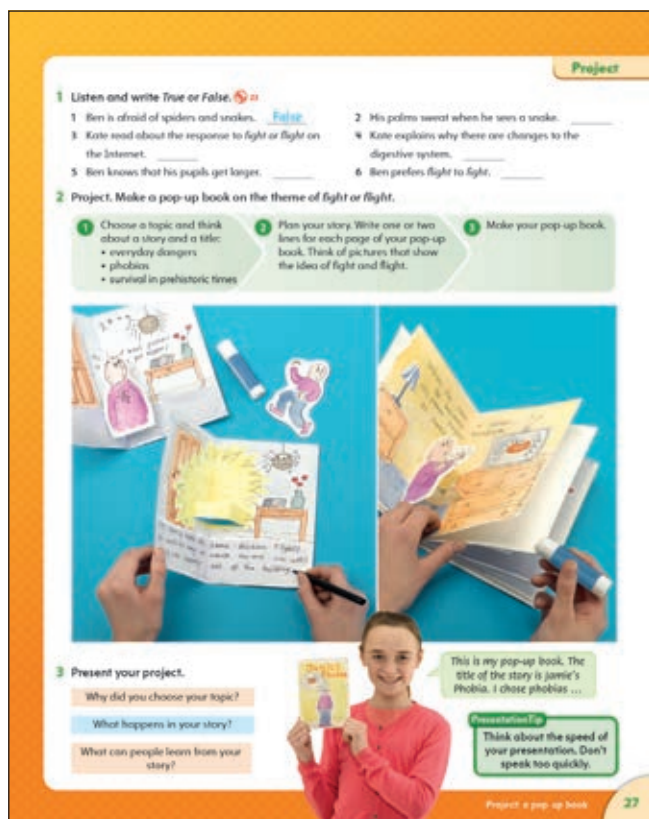 Project
1 Listen and write True or False.
1 Ben is afraid of spiders and snakes. False
2 His palms sweat when he sees a snake. ______
3 Kate read about the response to fight or flight on
the Internet. ______
4 Kate explains why there are changes to the
digestive system. ______
5 Ben knows that his pupils get larger. ______
6 Ben prefers flight to fight. ______
2 Project. Make a pop-up book on the theme of fight or flight.
1 Choose a topic and think
about a story and a title:
• everyday dangers
• phobias
• survival in prehistoric times
2 Plan your story. Write one or two
lines for each page of your pop-up
book. Think of pictures that show
the idea of fight and flight.
3 Make your pop-up book.
3 Present your project.
Why did you choose your topic?
What happens in your story?
What can people learn from your
story?
Jamie's
Phobia
This is my pop-up book. The
title of the story is Jamie's
Phobia. I chose phobias ...
Presentation Tip
Think about the speed of
your presentation. Don't
speak too quickly.
Project: a pop-up book 27